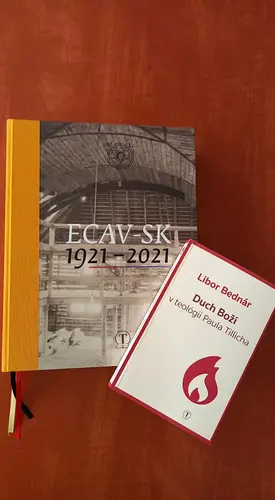 ECAV-SK
1921-2021
T
Libor Bednár
Duch Boží
v teológii Paula Tillicha
T